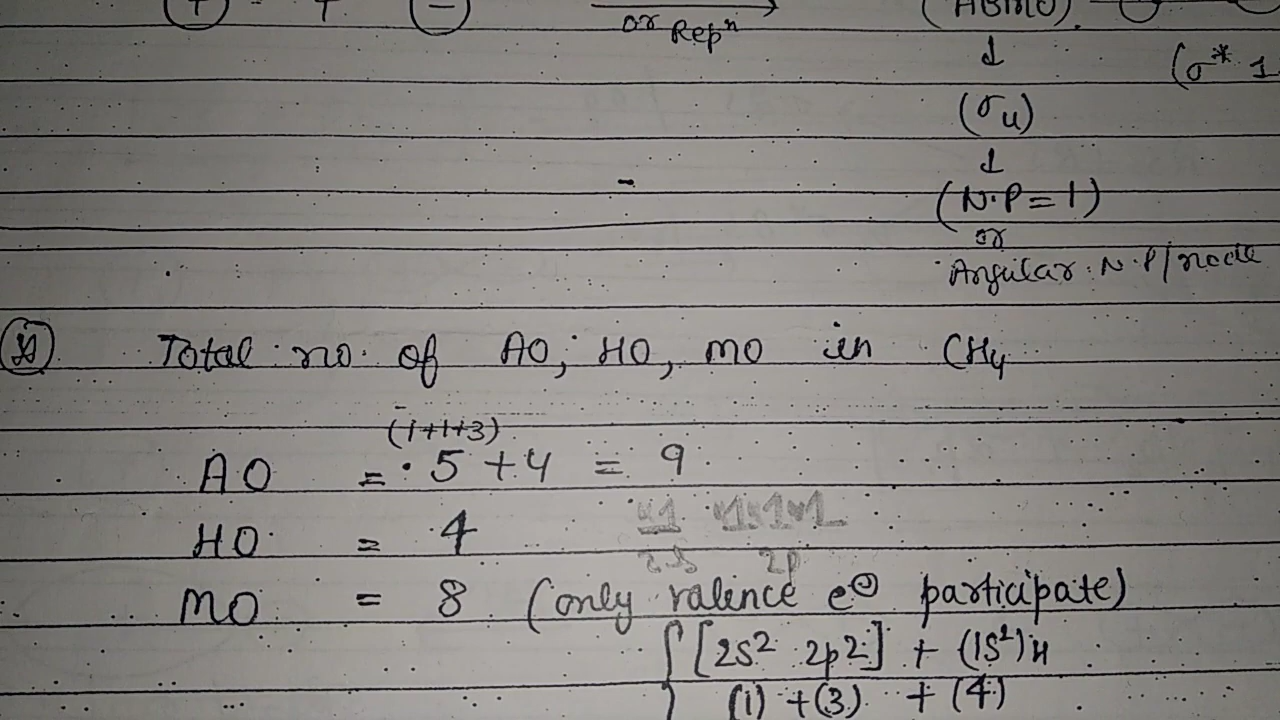 + + −
or Repⁿ
(ABMO).
↓
(σ* 1
(σu)
↓
(N.P=1)
or
Angular N.P/node
Total no. of AO, HO, MO in CH4
(1+1+3)
AO = 5 + 4 = 9
HO = 4
2s 2p
MO = 8 (only valence e⊖ participate)
[2s² 2p²] + (1s¹)H
(1) + (3) + (4)